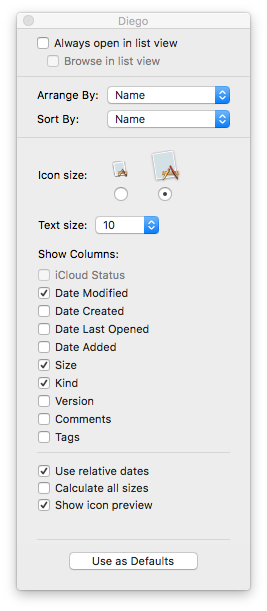 Diego
Always open in list view
Browse in list view
Arrange By: Name
Sort By: Name
Icon size:
Text size: 10
Show Columns:
iCloud Status
Date Modified
Date Created
Date Last Opened
Date Added
Size
Kind
Version
Comments
Tags
Use relative dates
Calculate all sizes
Show icon preview
Use as Defaults